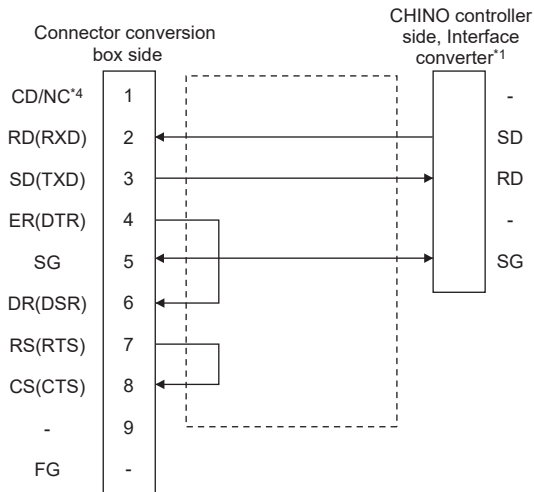 Connector conversion
box side
CHINO controller
side, Interface
converter*1
CD/NC*4 1 -
RD(RXD) 2 SD
SD(TXD) 3 RD
ER(DTR) 4 -
SG 5 SG
DR(DSR) 6
RS(RTS) 7
CS(CTS) 8
- 9
FG -